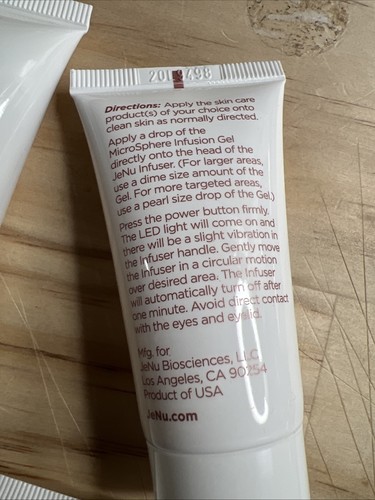 Directions: Apply the skin care
product(s) of your choice onto
clean skin as normally directed.
Apply a drop of the
MicroSphere Infusion Gel
directly onto the head of the
JeNu Infuser. (For larger areas,
use a dime size amount of the
Gel. For more targeted areas,
use a pearl size drop of the Gel.)
Press the power button firmly.
The LED light will come on and
there will be a slight vibration in
the Infuser handle. Gently move
the Infuser in a circular motion
over desired area. The Infuser
will automatically turn off after
one minute. Avoid direct contact
with the eyes and eyelid.
Mfg. for
JeNu Biosciences, LLC
Los Angeles, CA 90254
Product of USA
JeNu.com